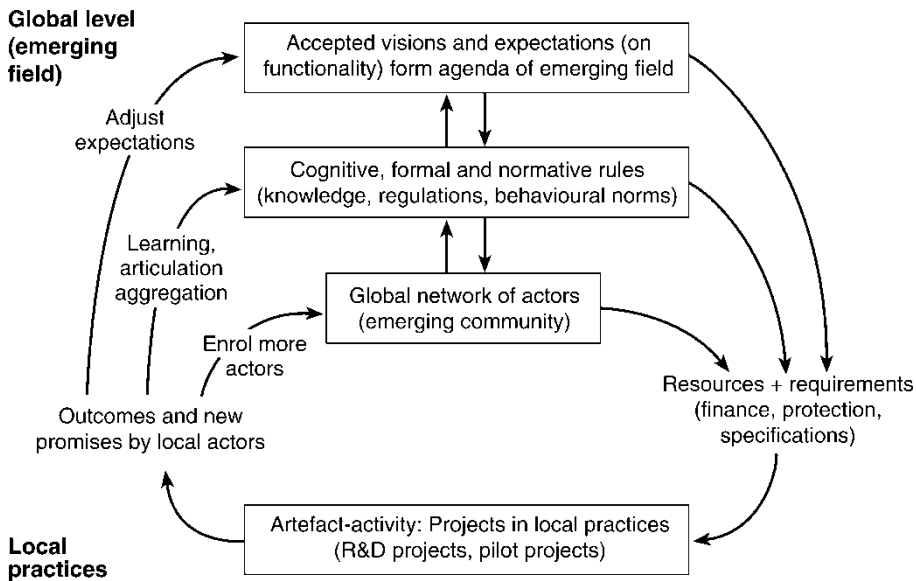 Global level
(emerging
field)
Accepted visions and expectations (on
functionality) form agenda of emerging field
Adjust
expectations
Cognitive, formal and normative rules
(knowledge, regulations, behavioural norms)
Learning,
articulation
aggregation
Global network of actors
(emerging community)
Enrol more
actors
Resources + requirements
(finance, protection,
specifications)
Outcomes and new
promises by local actors
Artefact-activity: Projects in local practices
(R&D projects, pilot projects)
Local
practices